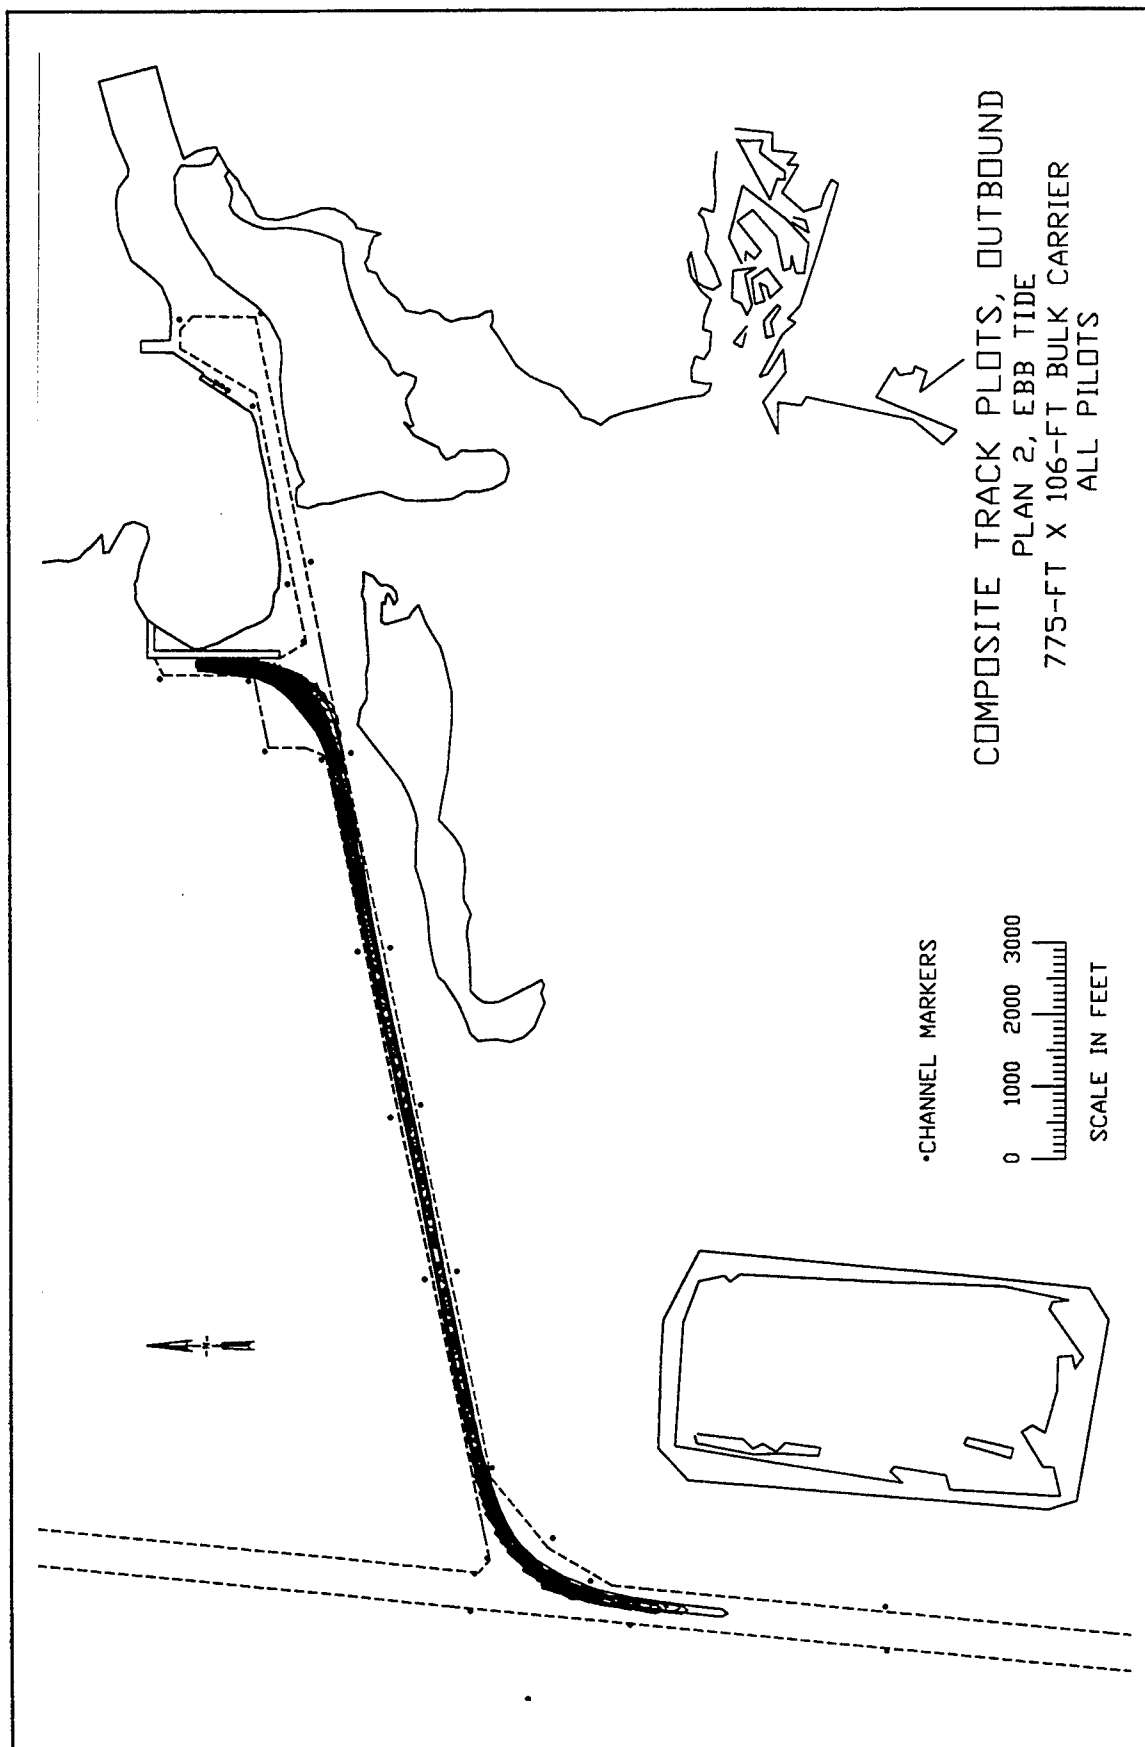 COMPOSITE TRACK PLOTS, OUTBOUND
PLAN 2, EBB TIDE
775-FT X 106-FT BULK CARRIER
ALL PILOTS
•CHANNEL MARKERS
0 1000 2000 3000
SCALE IN FEET
-N-